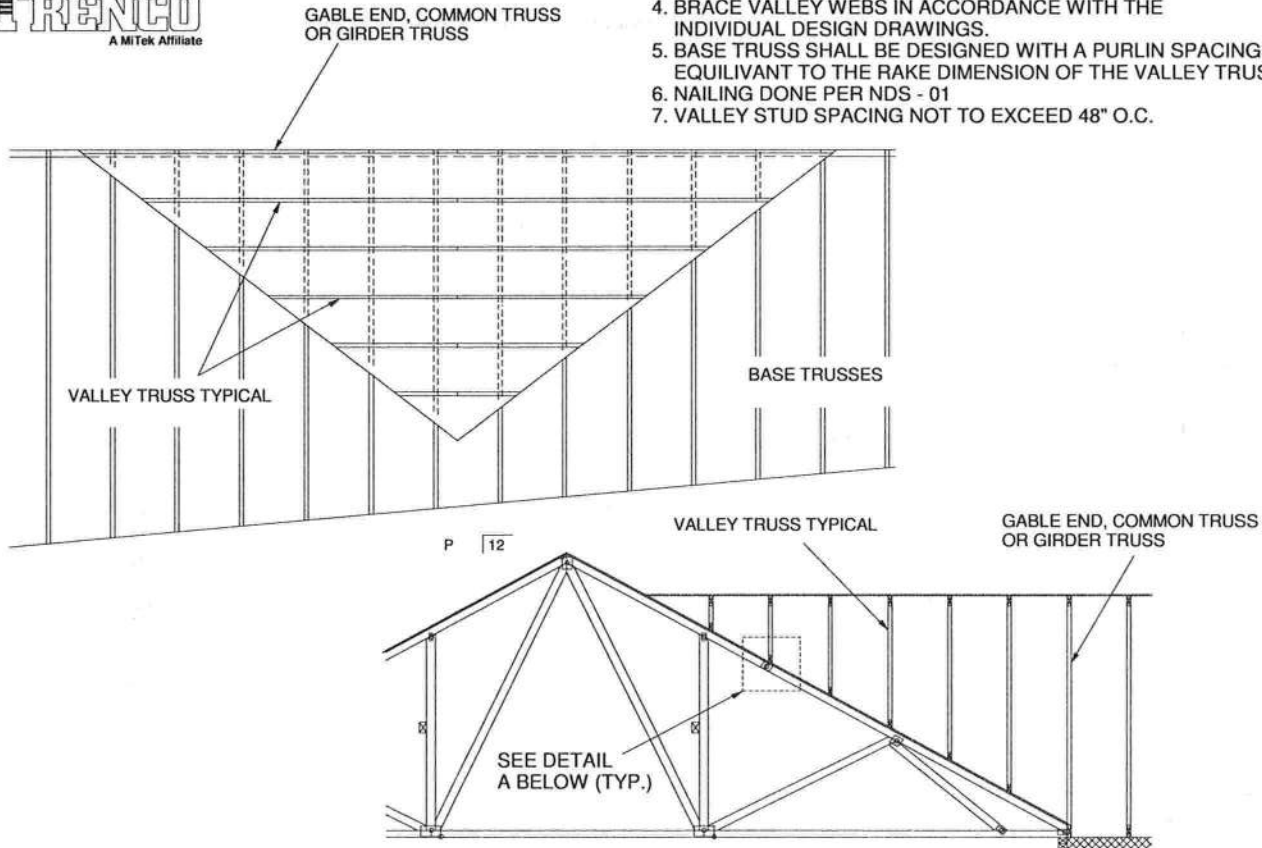 TRENCO
A MiTek Affiliate
GABLE END, COMMON TRUSS
OR GIRDER TRUSS
4. BRACE VALLEY WEBS IN ACCORDANCE WITH THE
INDIVIDUAL DESIGN DRAWINGS.
5. BASE TRUSS SHALL BE DESIGNED WITH A PURLIN SPACING
EQUILIVANT TO THE RAKE DIMENSION OF THE VALLEY TRUS
6. NAILING DONE PER NDS - 01
7. VALLEY STUD SPACING NOT TO EXCEED 48" O.C.
VALLEY TRUSS TYPICAL
BASE TRUSSES
P 12
VALLEY TRUSS TYPICAL
GABLE END, COMMON TRUSS
OR GIRDER TRUSS
SEE DETAIL
A BELOW (TYP.)